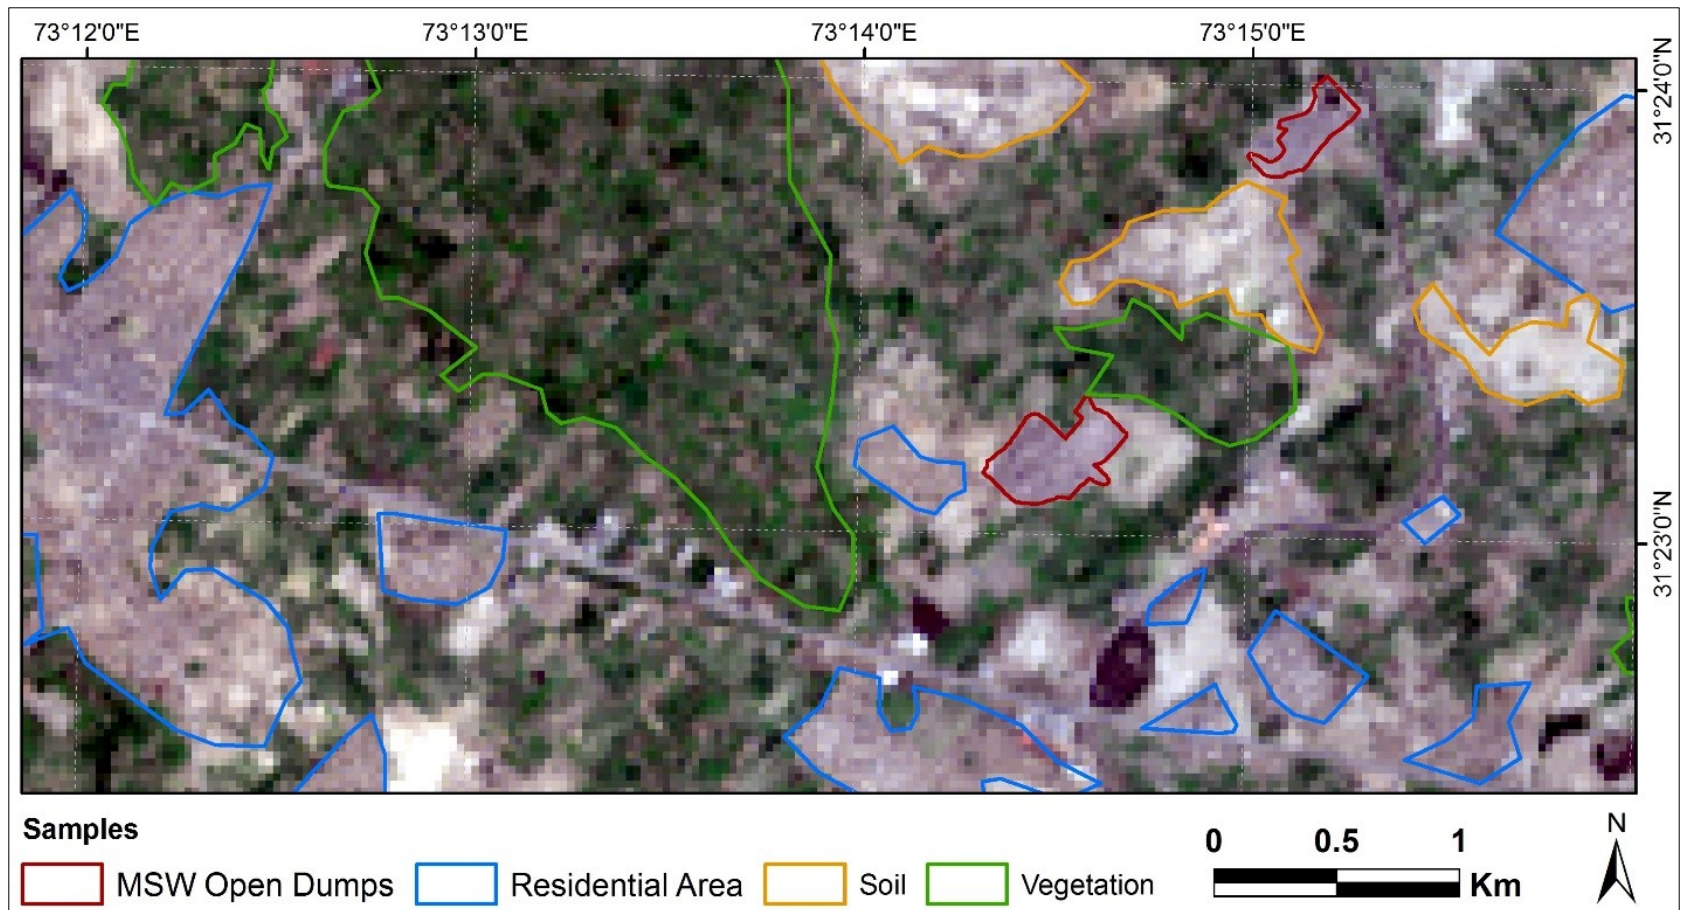 73°12'0"E 73°13'0"E 73°14'0"E 73°15'0"E
31°24'0"N
31°23'0"N
Samples
MSW Open Dumps Residential Area Soil Vegetation
0 0.5 1
Km
N